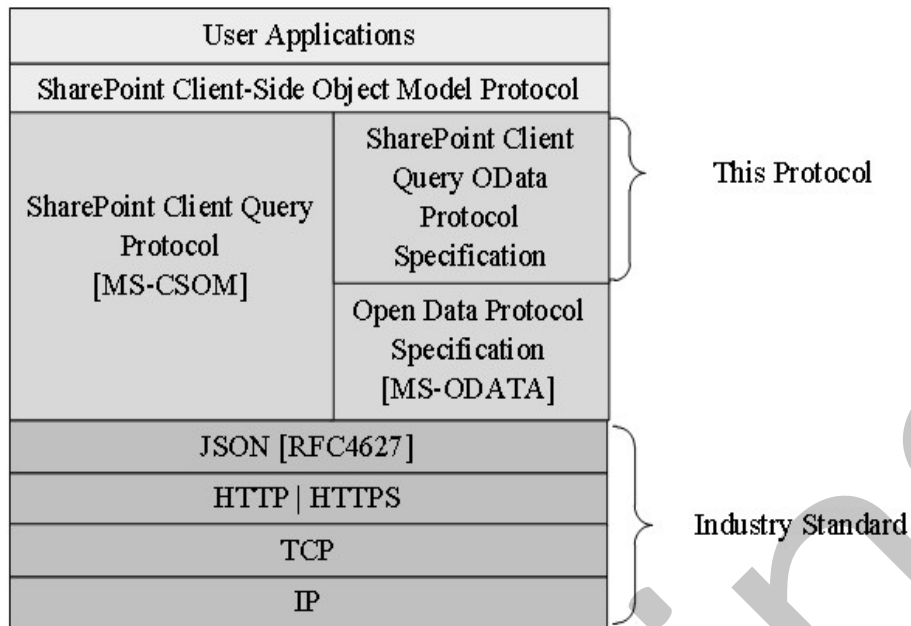 User Applications
SharePoint Client-Side Object Model Protocol
SharePoint Client Query
Protocol
[MS-CSOM]
SharePoint Client
Query OData
Protocol
Specification
This Protocol
Open Data Protocol
Specification
[MS-ODATA]
JSON [RFC4627]
HTTP | HTTPS
TCP
IP
Industry Standard